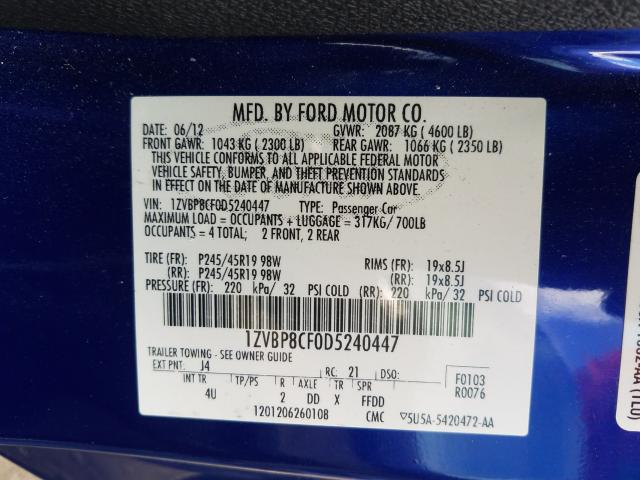 MFD. BY FORD MOTOR CO.
DATE: 06/12 GVWR: 2087 KG ( 4600 LB)
FRONT GAWR: 1043 KG ( 2300 LB) REAR GAWR: 1066 KG ( 2350 LB)
THIS VEHICLE CONFORMS TO ALL APPLICABLE FEDERAL MOTOR
VEHICLE SAFETY, BUMPER, AND THEFT PREVENTION STANDARDS
IN EFFECT ON THE DATE OF MANUFACTURE SHOWN ABOVE.
VIN: 1ZVBP8CF0D5240447 TYPE: Passenger Car
MAXIMUM LOAD = OCCUPANTS + LUGGAGE = 317KG/ 700LB
OCCUPANTS = 4 TOTAL; 2 FRONT, 2 REAR
TIRE (FR): P245/45R19 98W RIMS (FR): 19x8.5J
(RR): P245/45R19 98W (RR): 19x8.5J
PRESSURE (FR): 220 kPa/ 32 PSI COLD (RR): 220 kPa/ 32 PSI COLD
1ZVBP8CF0D5240447
TRAILER TOWING - SEE OWNER GUIDE
EXT PNT: J4 RC: 21 F0103
INT TR TP/PS R AXLE TR SPR R0076
4U 2 DD X FFDD
1201206260108 CMC 5U5A-5420472-AA
(TLU)